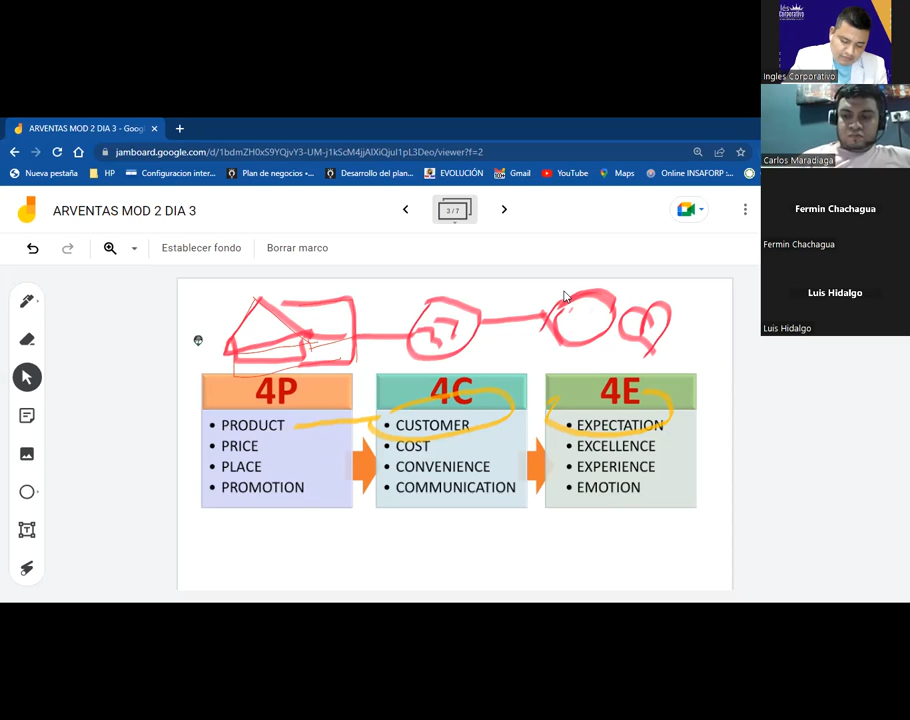 ARVENTAS MOD 2 DIA 3 - Goog
jamboard.google.com/d/1bdmZH0xS9YQjvY3-UM-j1kScM4jjAlXiQjuI1pL3Deo/viewer?f=2
Nueva pestaña
HP
Configuracion inter...
Plan de negocios •...
Desarrollo del plan...
EVOLUCIÓN
Gmail
YouTube
Maps
Online INSAFORP :...
ARVENTAS MOD 2 DIA 3
3 / 7
Establecer fondo
Borrar marco
4P
PRODUCT
PRICE
PLACE
PROMOTION
4C
CUSTOMER
COST
CONVENIENCE
COMMUNICATION
4E
EXPECTATION
EXCELLENCE
EXPERIENCE
EMOTION
Corporativo
Ingles Corporativo
Carlos Maradiaga
Fermin Chachagua
Fermin Chachagua
Luis Hidalgo
Luis Hidalgo